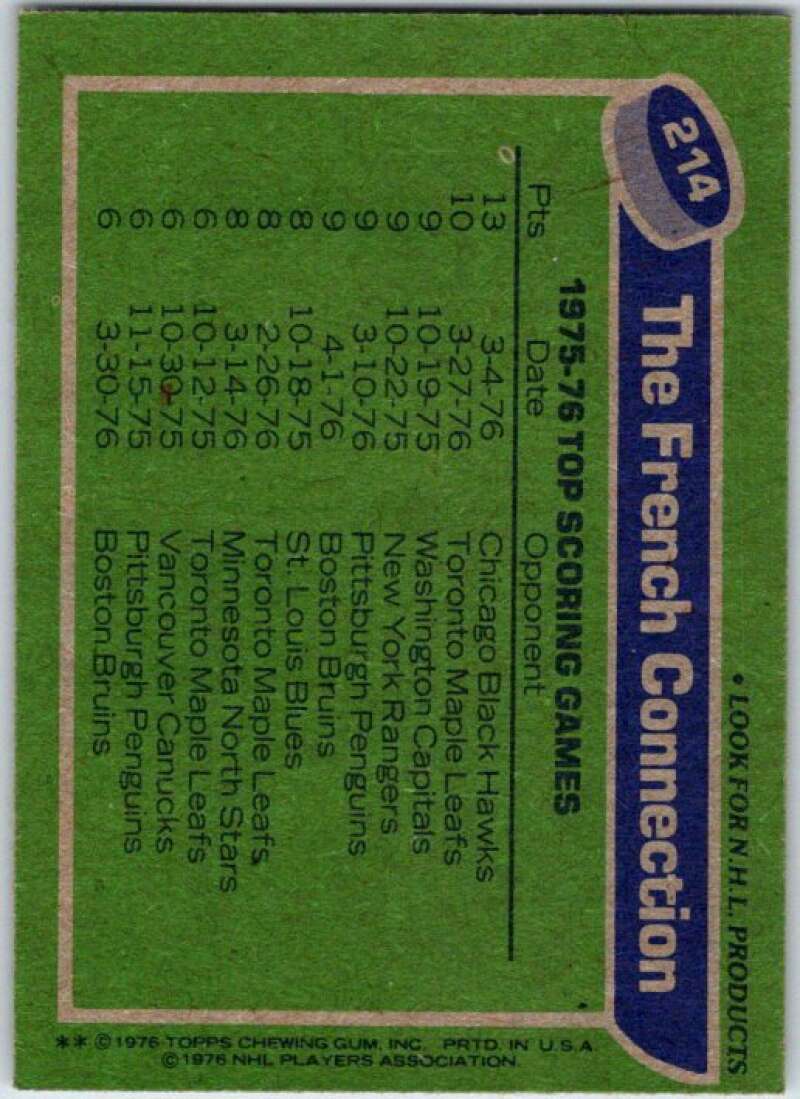 • LOOK FOR N.H.L. PRODUCTS
214 The French Connection
1975-76 TOP SCORING GAMES
Pts Date Opponent
13 3-4-76 Chicago Black Hawks
10 3-27-76 Toronto Maple Leafs
9 10-19-75 Washington Capitals
9 10-22-75 New York Rangers
9 3-10-76 Pittsburgh Penguins
9 4-1-76 Boston Bruins
8 10-18-75 St. Louis Blues
8 2-26-76 Toronto Maple Leafs
8 3-14-76 Minnesota North Stars
6 10-12-75 Toronto Maple Leafs
6 10-30-75 Vancouver Canucks
6 11-15-75 Pittsburgh Penguins
6 3-30-76 Boston Bruins
** ©1976 TOPPS CHEWING GUM, INC. PRTD. IN U.S.A.
©1976 NHL PLAYERS ASSOCIATION.